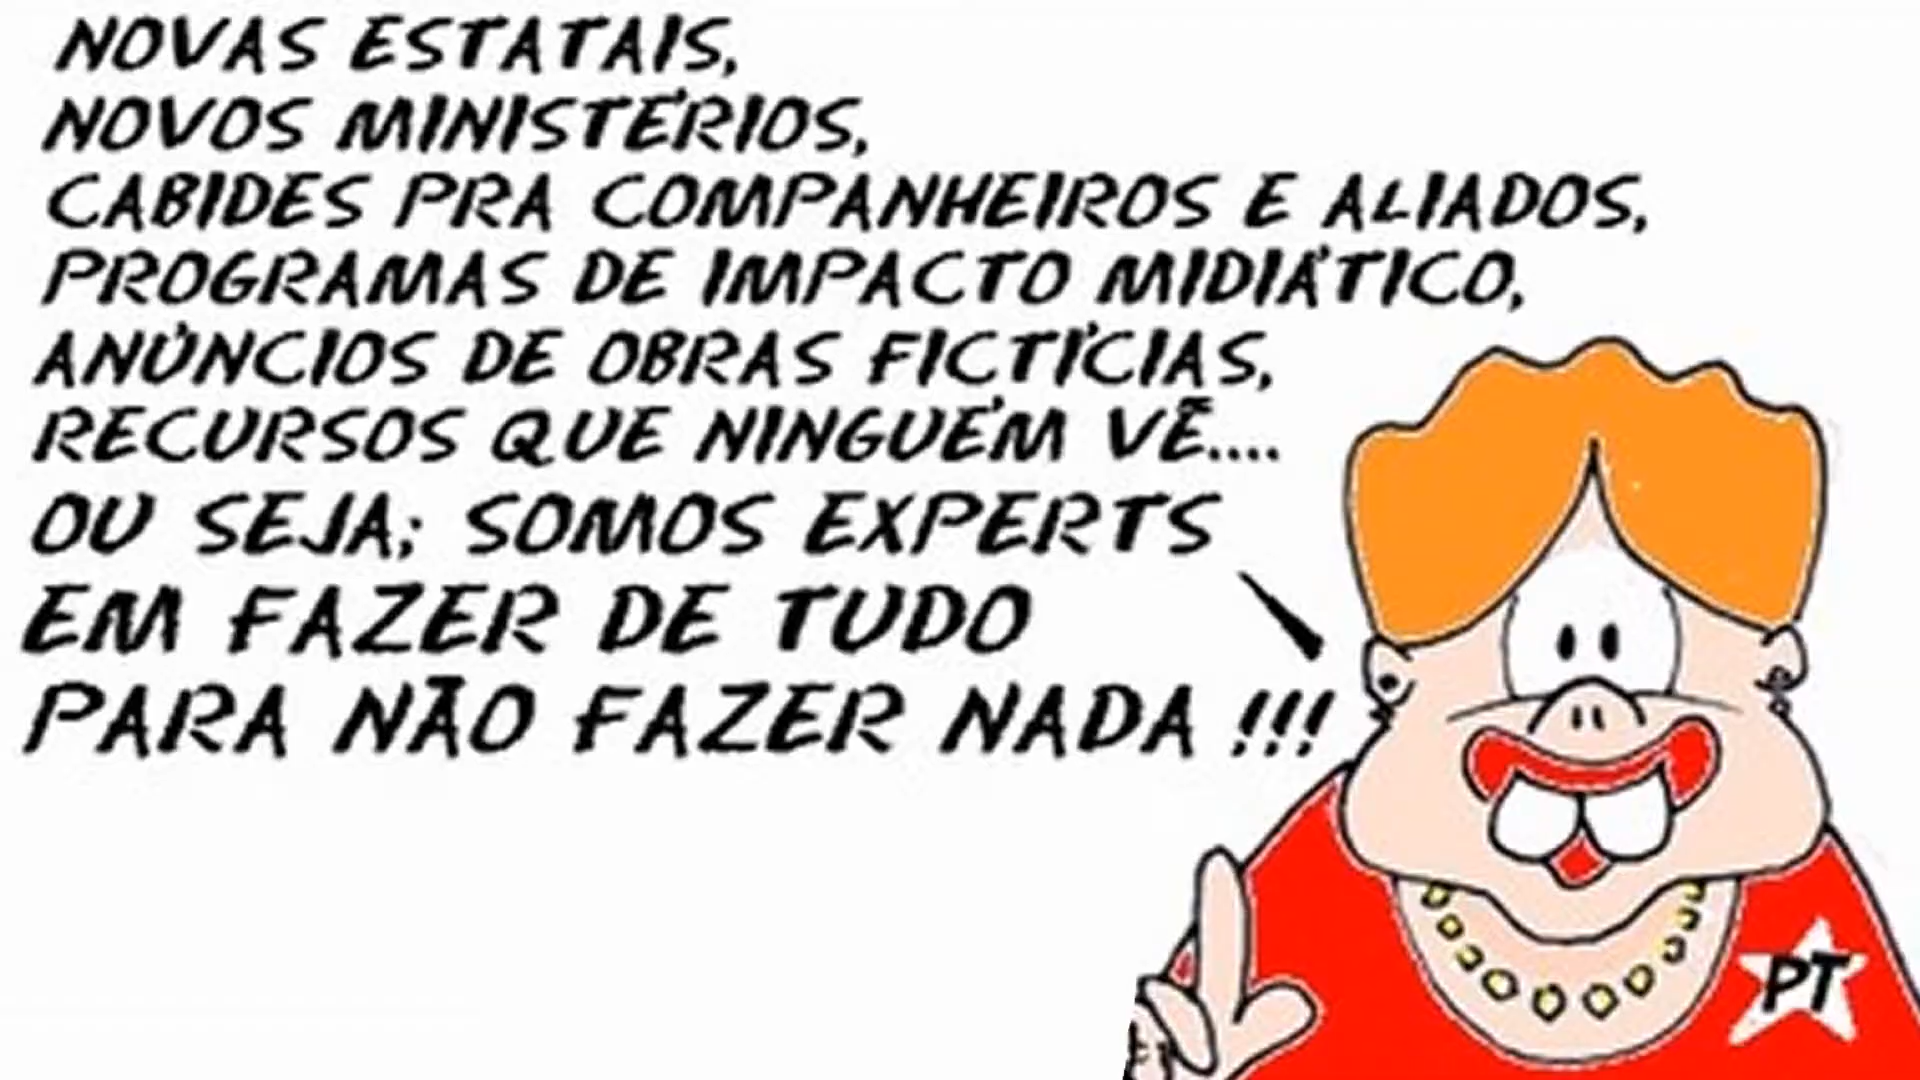 NOVAS ESTATAIS,
NOVOS MINISTÉRIOS,
CABIDES PRA COMPANHEIROS E ALIADOS,
PROGRAMAS DE IMPACTO MIDIÁTICO,
ANÚNCIOS DE OBRAS FICTÍCIAS,
RECURSOS QUE NINGUÉM VÊ....
OU SEJA; SOMOS EXPERTS
EM FAZER DE TUDO
PARA NÃO FAZER NADA !!!
PT